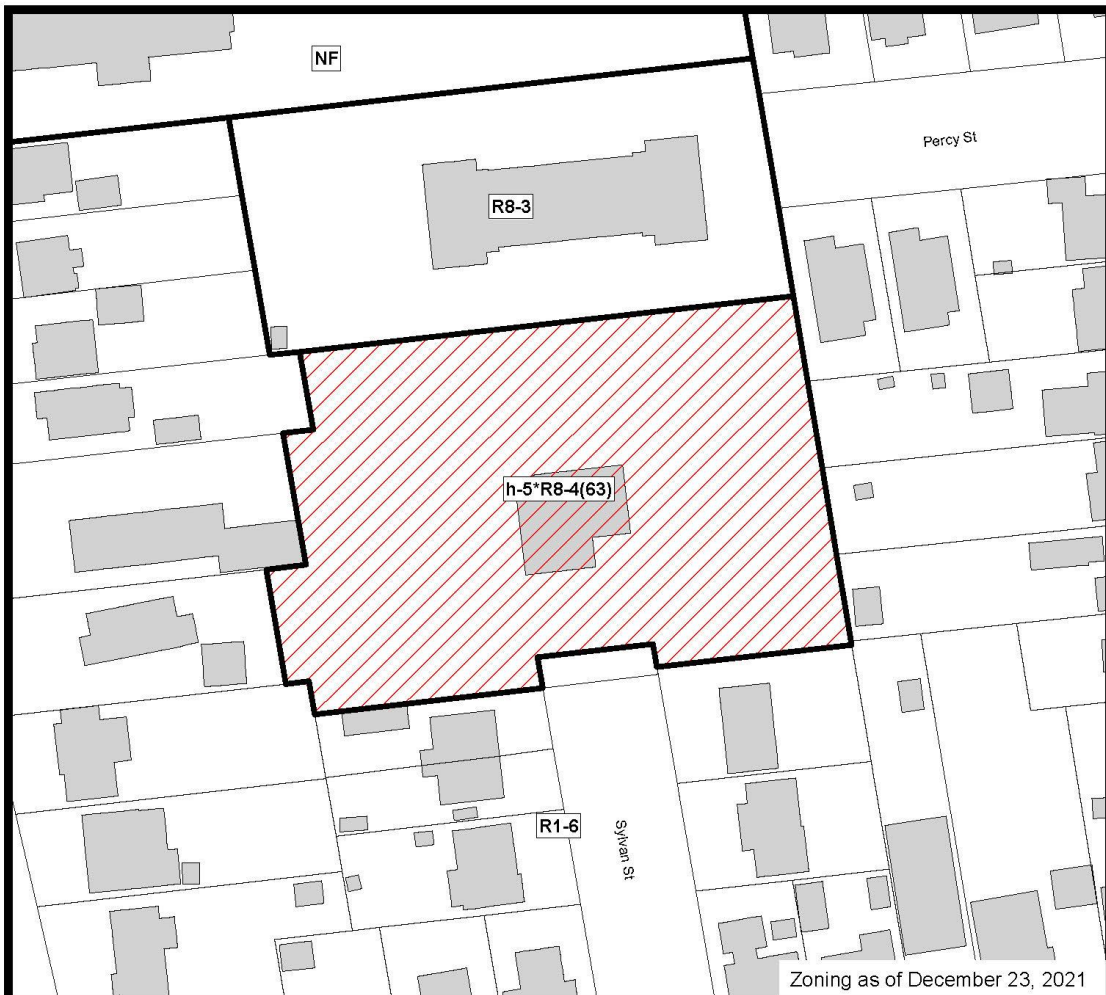 NF
Percy St
R8-3
h-5*R8-4(63)
R1-6
Sylvan St
Zoning as of December 23, 2021